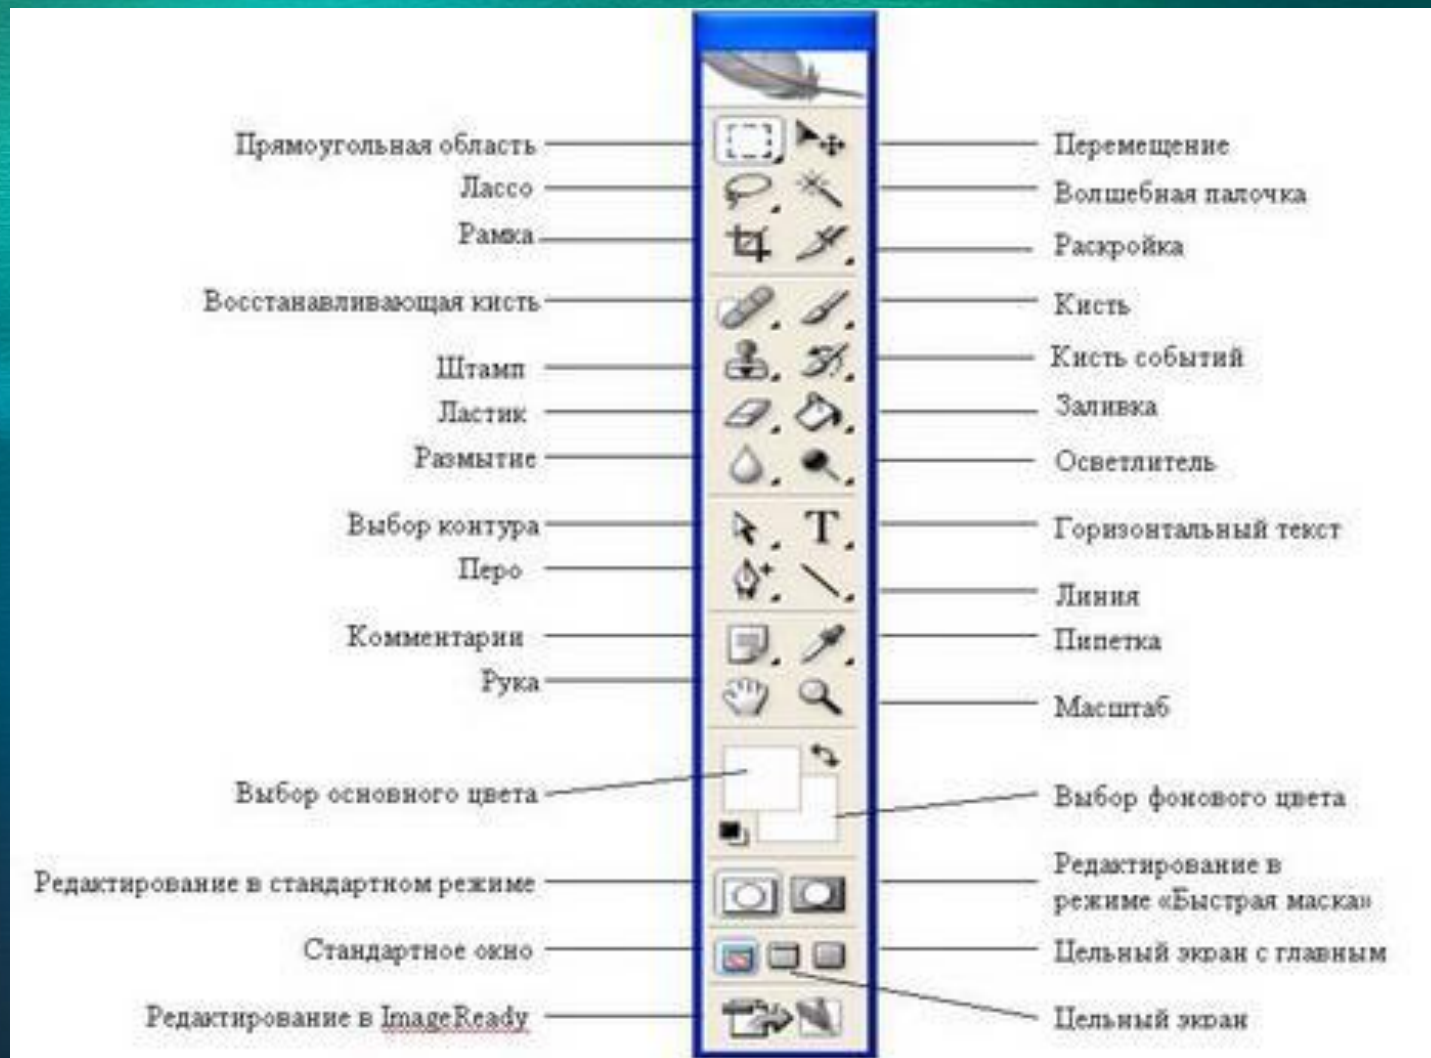 Прямоугольная область
Перемещение
Лассо
Волшебная палочка
Рамка
Раскройка
Восстанавливающая кисть
Кисть
Штамп
Кисть событий
Ластик
Заливка
Размытие
Осветлитель
Выбор контура
Т
Горизонтальный текст
Перо
Линия
Комментарии
Пипетка
Рука
Масштаб
Выбор основного цвета
Выбор фонового цвета
Редактирование в стандартном режиме
Редактирование в
режиме «Быстрая маска»
Стандартное окно
Цельный экран с главным
Редактирование в ImageReady
Цельный экран